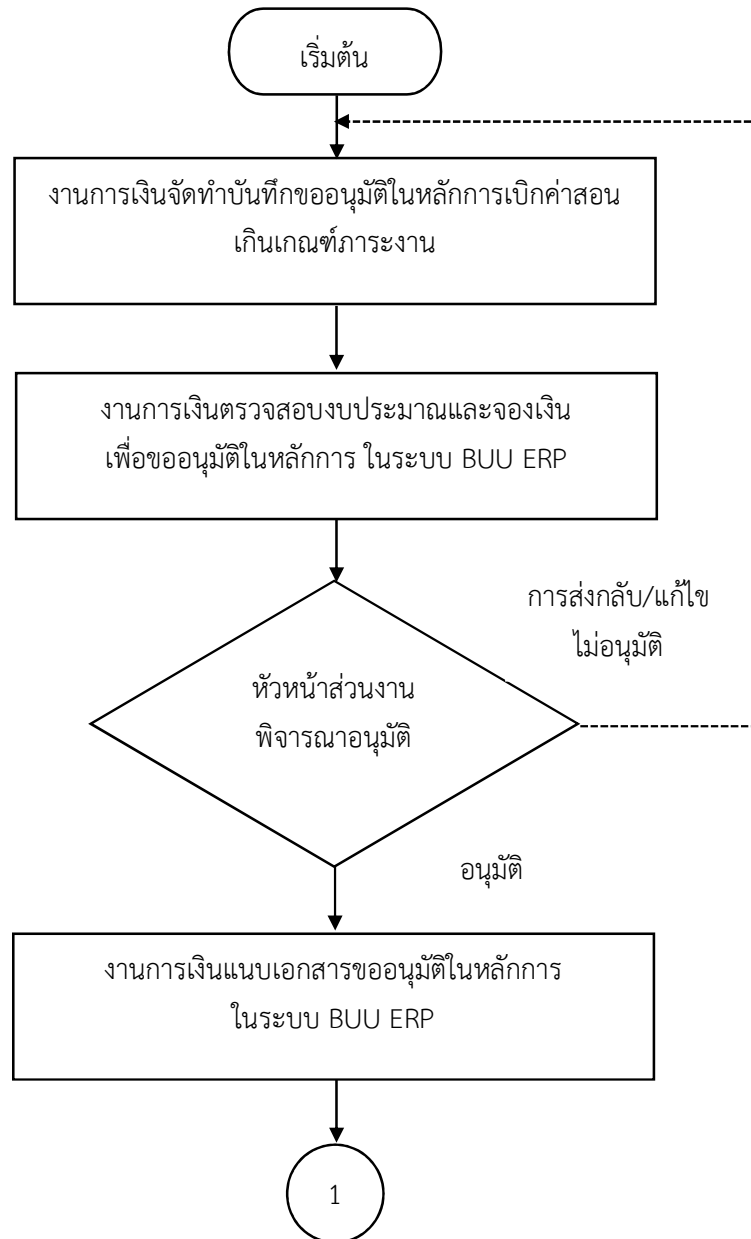 เริ่มต้น
งานการเงินจัดทำบันทึกขออนุมัติในหลักการเบิกค่าสอน
เกินเกณฑ์ภาระงาน
งานการเงินตรวจสอบงบประมาณและจองเงิน
เพื่อขออนุมัติในหลักการ ในระบบ BUU ERP
การส่งกลับ/แก้ไข
ไม่อนุมัติ
หัวหน้าส่วนงาน
พิจารณาอนุมัติ
อนุมัติ
งานการเงินแนบเอกสารขออนุมัติในหลักการ
ในระบบ BUU ERP
1